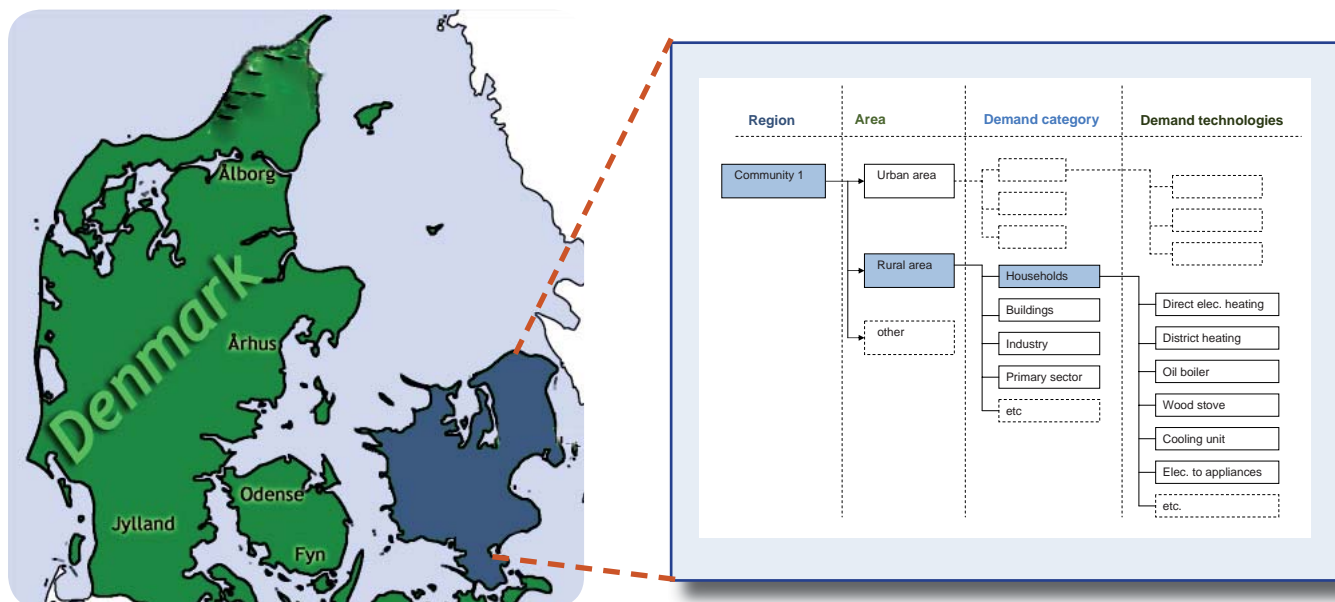 Ålborg
Denmark
Århus
Odense
Jylland
Fyn
Region
Area
Demand category
Demand technologies
Community 1
Urban area
Rural area
other
Households
Buildings
Industry
Primary sector
etc
Direct elec. heating
District heating
Oil boiler
Wood stove
Cooling unit
Elec. to appliances
etc.